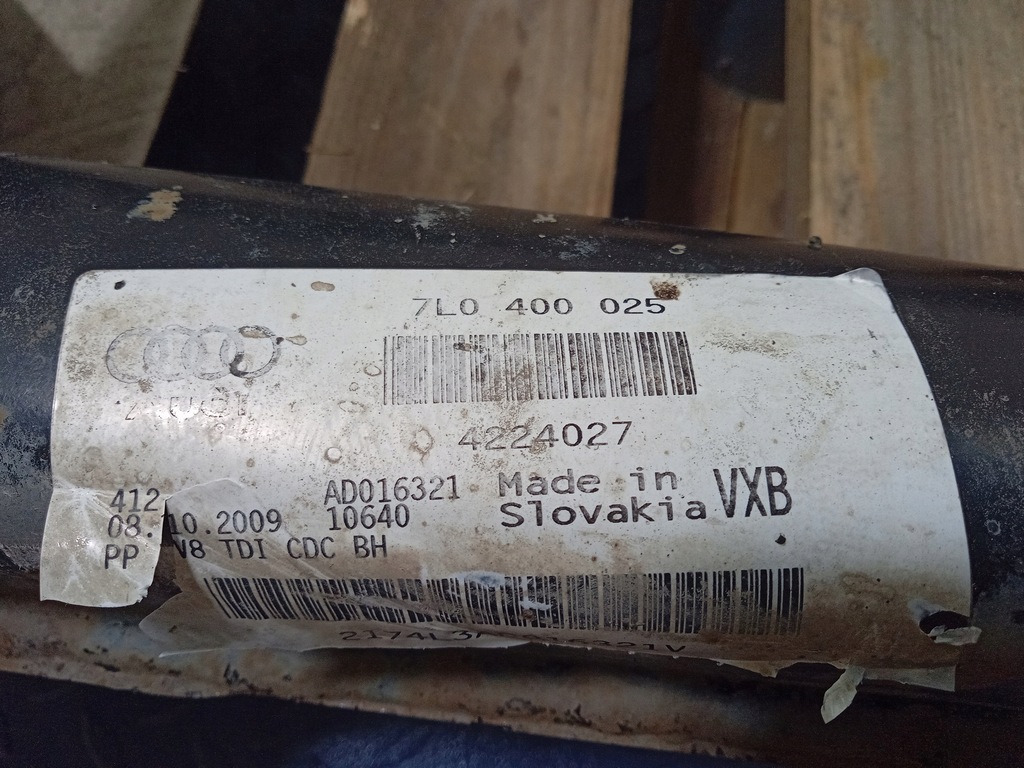 7L0 400 025
AUDI
4224027
412 AD016321 Made in VXB
08.10.2009 10640 Slovakia
PP V8 TDI CDC BH